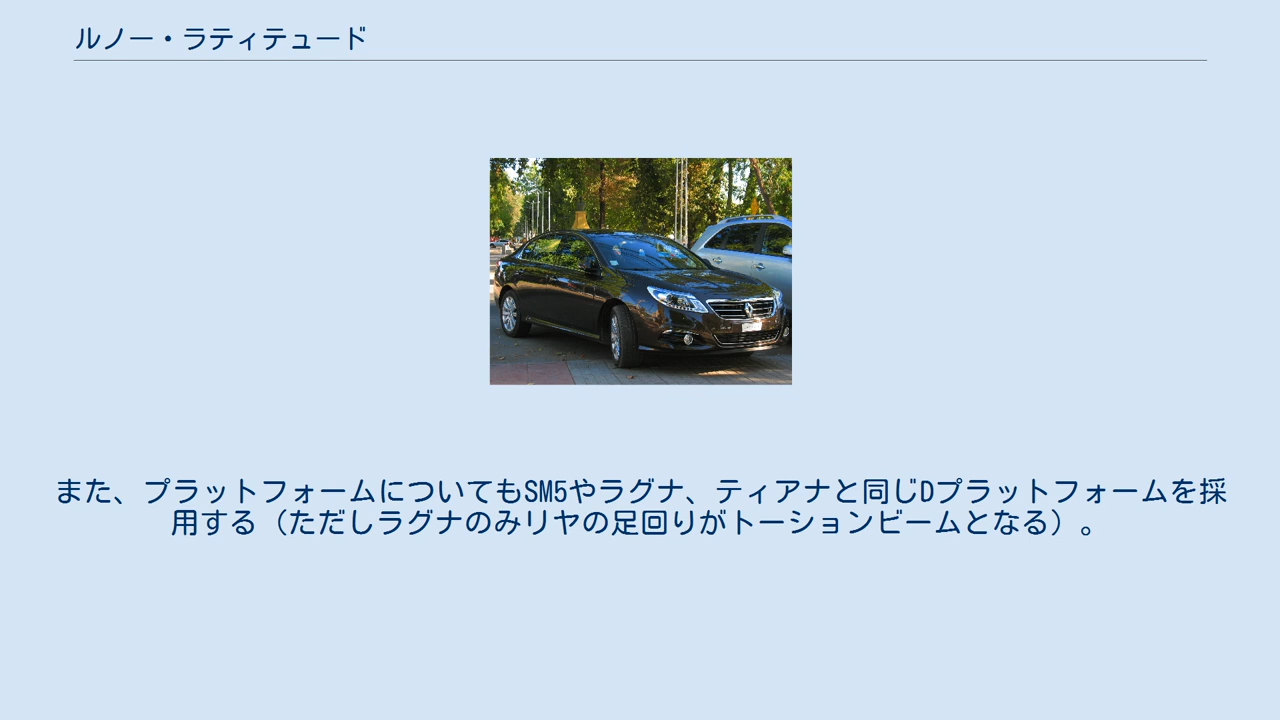 ルノー・ラティテュード
また、プラットフォームについてもSM5やラグナ、ティアナと同じDプラットフォームを採
用する（ただしラグナのみリヤの足回りがトーションビームとなる）。